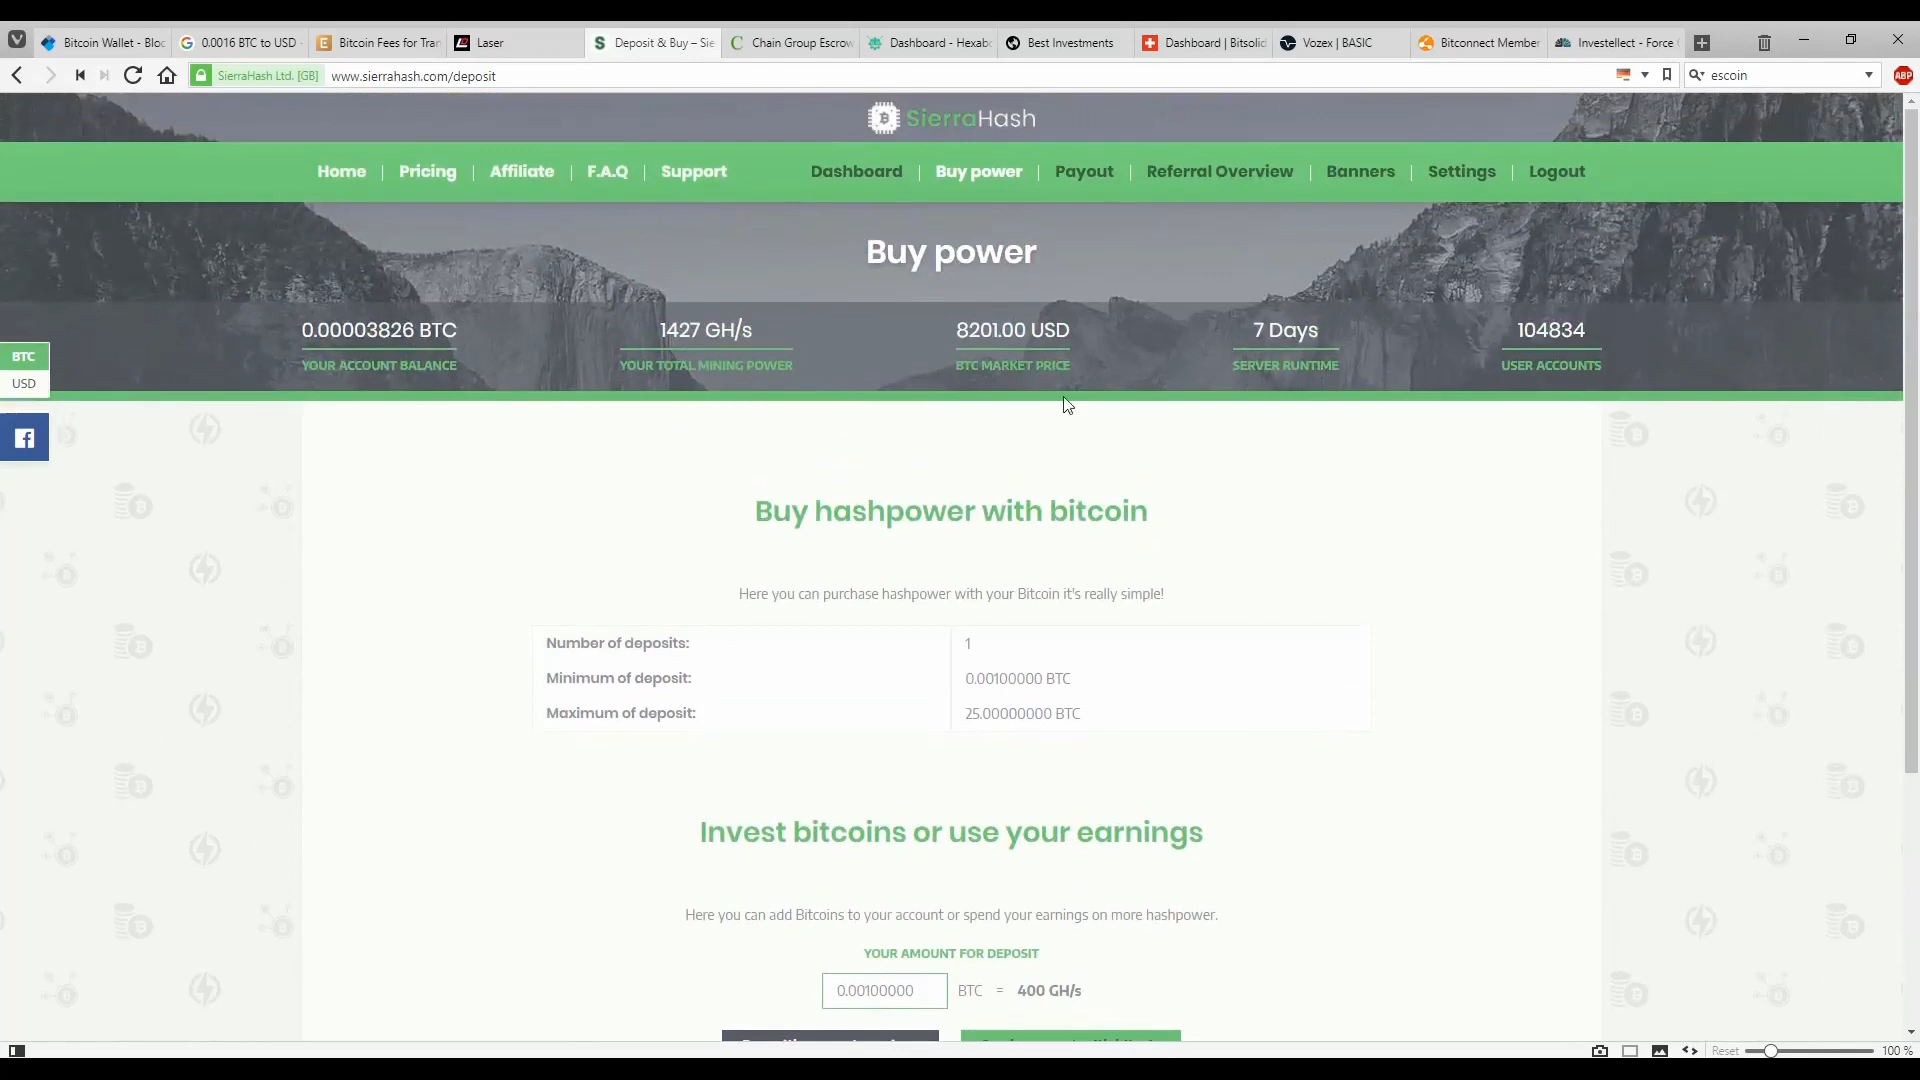 Bitcoin Wallet - Bloc
0.0016 BTC to USD -
Bitcoin Fees for Tran
Laser
Deposit & Buy – Sie
Chain Group Escrow
Dashboard - Hexabo
Best Investments
Dashboard | Bitsolid
Vozex | BASIC
Bitconnect Member
Investellect - Force
SierraHash Ltd. [GB]
www.sierrahash.com/deposit
escoin
ABP
SierraHash
Home
Pricing
Affiliate
F.A.Q
Support
Dashboard
Buy power
Payout
Referral Overview
Banners
Settings
Logout
Buy power
0.00003826 BTC
YOUR ACCOUNT BALANCE
1427 GH/s
YOUR TOTAL MINING POWER
8201.00 USD
BTC MARKET PRICE
7 Days
SERVER RUNTIME
104834
USER ACCOUNTS
BTC
USD
Buy hashpower with bitcoin
Here you can purchase hashpower with your Bitcoin it's really simple!
Number of deposits: 1
Minimum of deposit: 0.00100000 BTC
Maximum of deposit: 25.00000000 BTC
Invest bitcoins or use your earnings
Here you can add Bitcoins to your account or spend your earnings on more hashpower.
YOUR AMOUNT FOR DEPOSIT
0.00100000 BTC = 400 GH/s
Reset
100 %